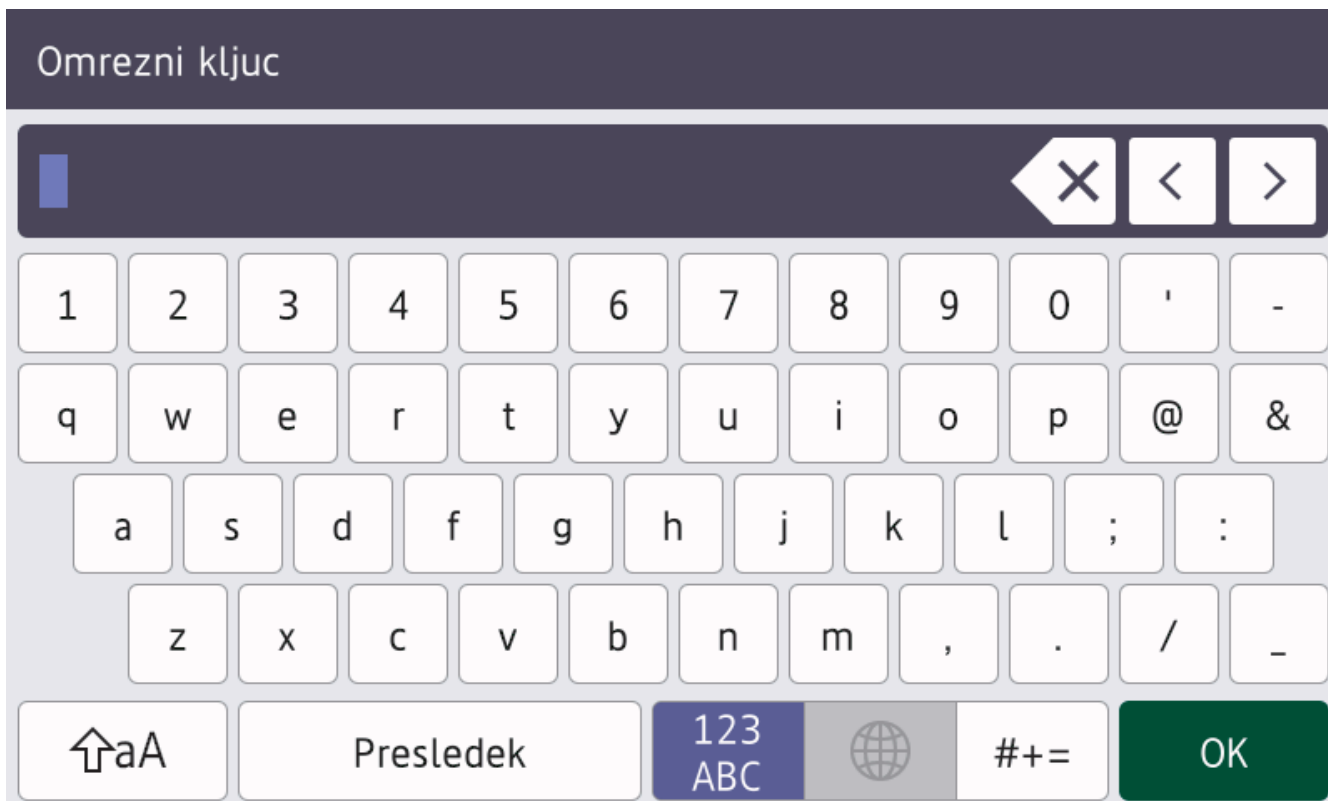 Omrezni kljuc
1 2 3 4 5 6 7 8 9 0 ' -
q w e r t y u i o p @ &
a s d f g h j k l ; :
z x c v b n m , . / _
aA Presledek 123 ABC #+= OK